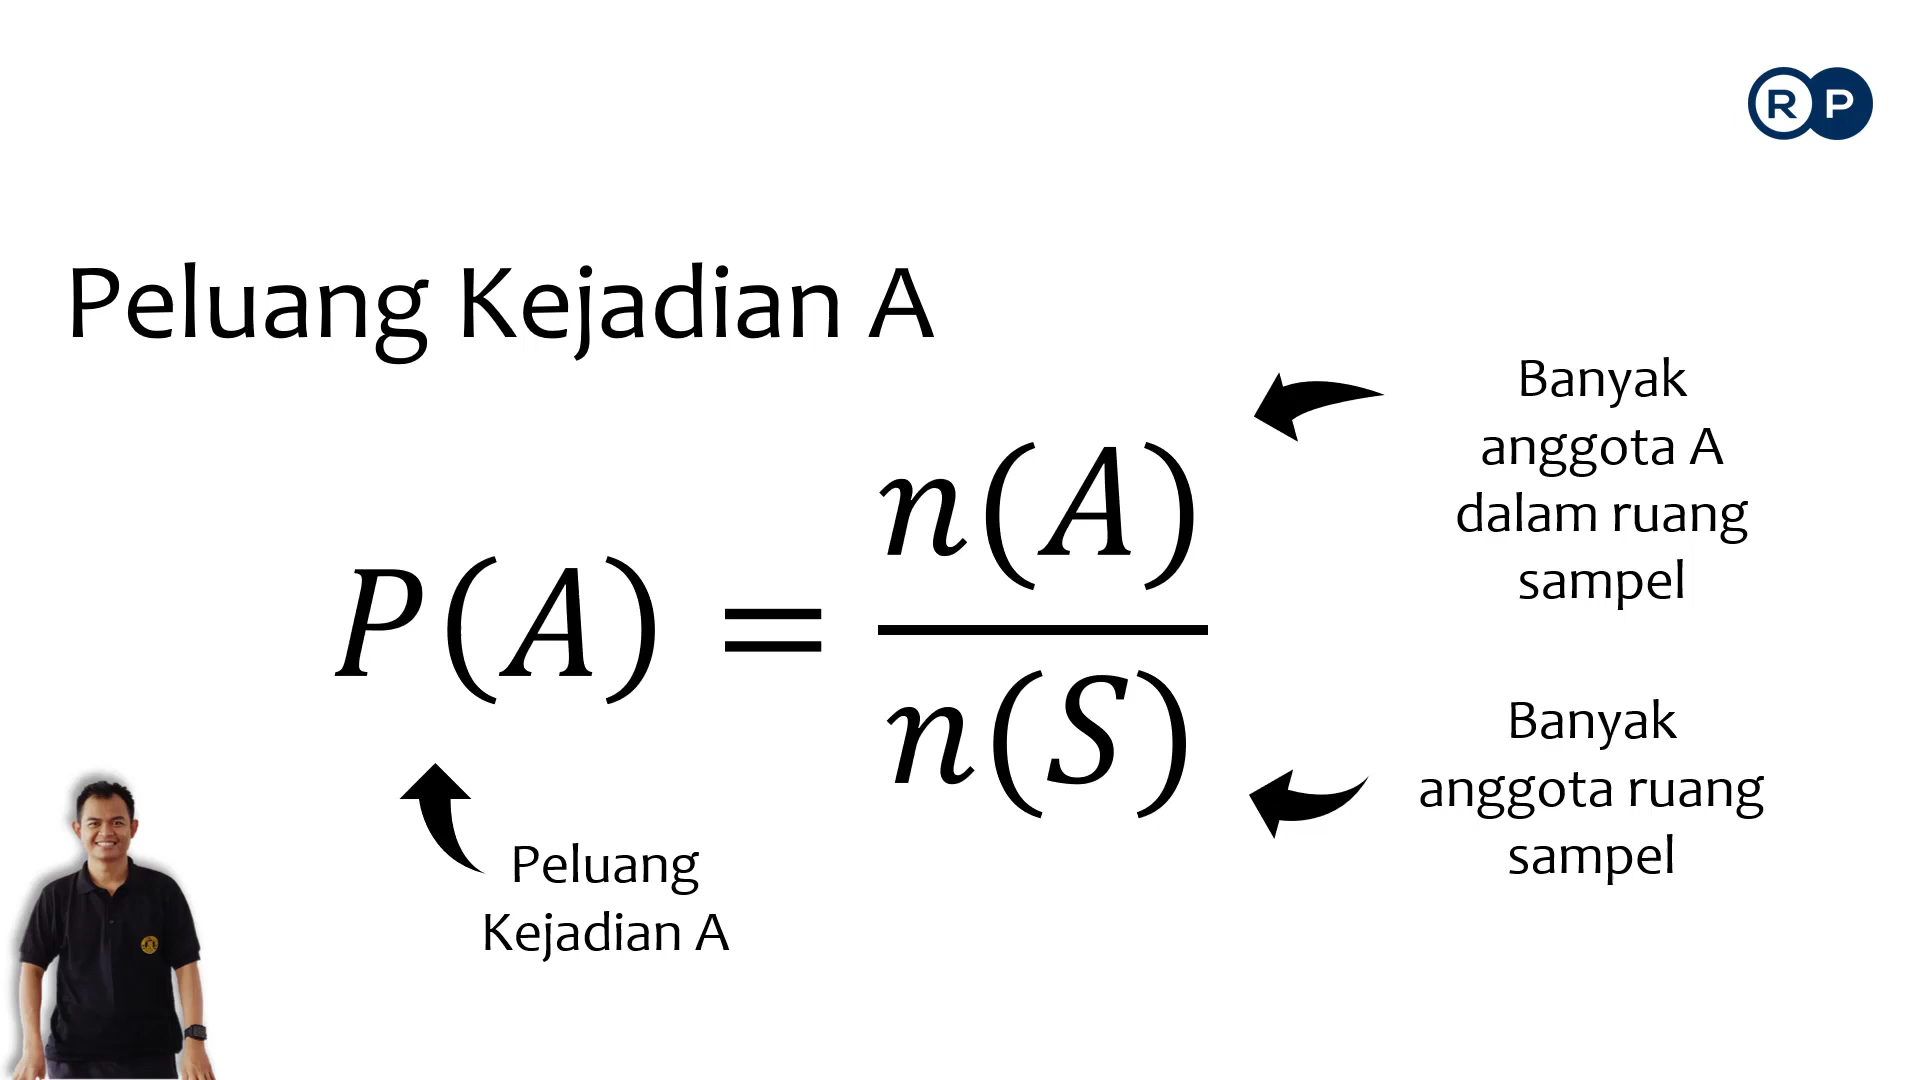 R P
Peluang Kejadian A
P(A) = n(A)/n(S)
Banyak
anggota A
dalam ruang
sampel
Banyak
anggota ruang
sampel
Peluang
Kejadian A